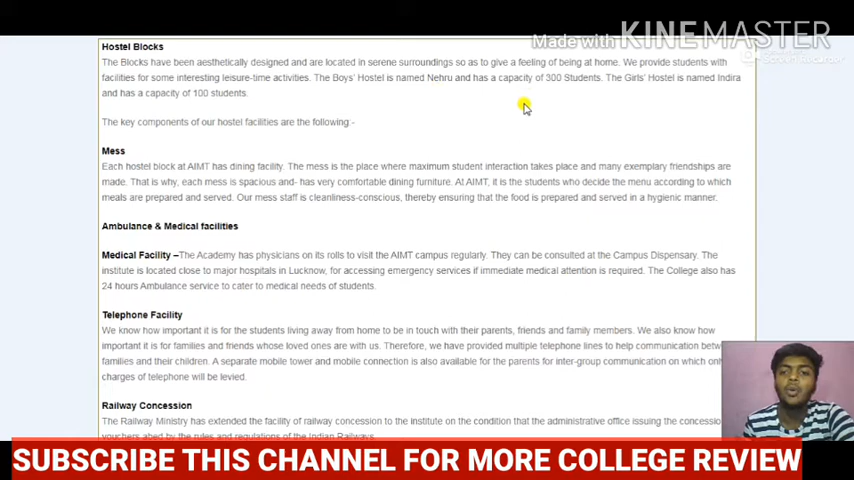 Made with KINEMASTER
Screen Recorder
Hostel Blocks
The Blocks have been aesthetically designed and are located in serene surroundings so as to give a feeling of being at home. We provide students with
facilities for some interesting leisure-time activities. The Boys' Hostel is named Nehru and has a capacity of 300 Students. The Girls' Hostel is named Indira
and has a capacity of 100 students.
The key components of our hostel facilities are the following -
Mess
Each hostel block at AIMT has dining facility. The mess is the place where maximum student interaction takes place and many exemplary friendships are
made. That is why, each mess is spacious and- has very comfortable dining furniture. At AIMT, it is the students who decide the menu according to which
meals are prepared and served. Our mess staff is cleanliness-conscious, thereby ensuring that the food is prepared and served in a hygienic manner.
Ambulance & Medical facilities
Medical Facility –The Academy has physicians on its rolls to visit the AIMT campus regularly. They can be consulted at the Campus Dispensary. The
institute is located close to major hospitals in Lucknow, for accessing emergency services if immediate medical attention is required. The College also has
24 hours Ambulance service to cater to medical needs of students.
Telephone Facility
We know how important it is for the students living away from home to be in touch with their parents, friends and family members. We also know how
important it is for families and friends whose loved ones are with us. Therefore, we have provided multiple telephone lines to help communication betw
families and their children. A separate mobile tower and mobile connection is also available for the parents for inter-group communication on which only
charges of telephone will be levied.
Railway Concession
The Railway Ministry has extended the facility of railway concession to the institute on the condition that the administrative office issuing the concessio
vouchers abed by the rules and regulations of the Indian Railways.
SUBSCRIBE THIS CHANNEL FOR MORE COLLEGE REVIEW